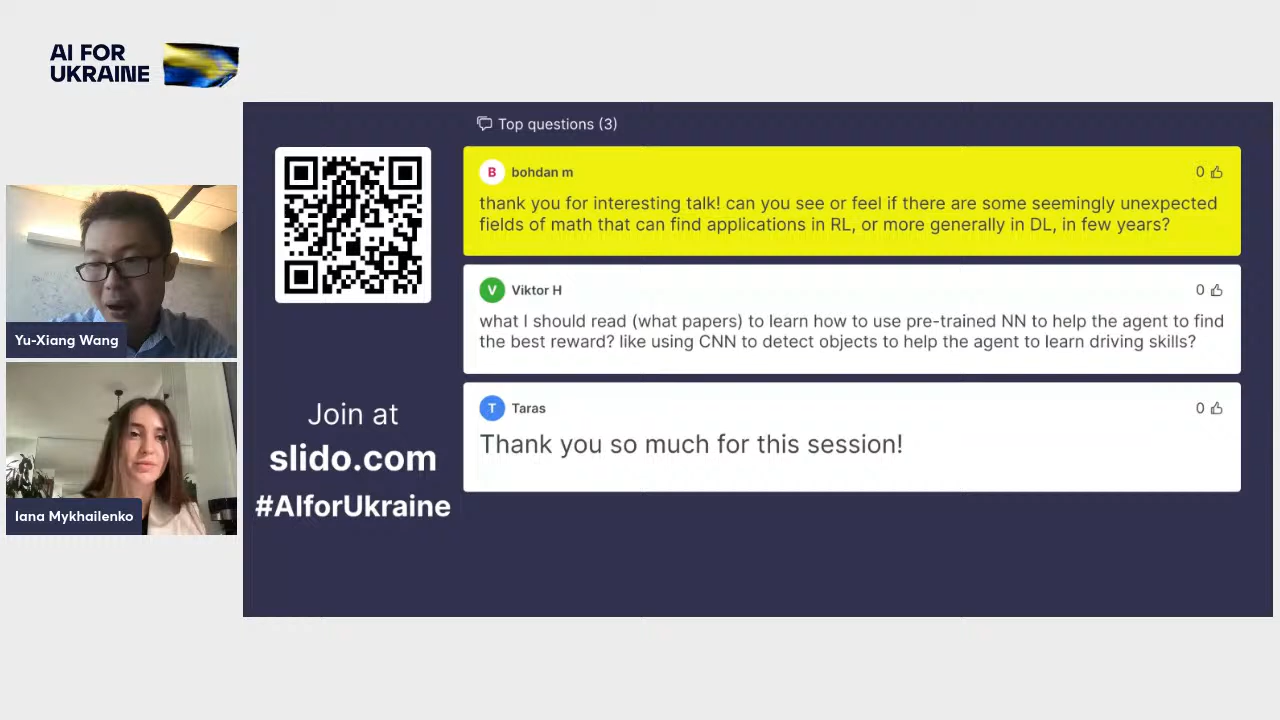 AI FOR
UKRAINE
Top questions (3)
B bohdan m 0
thank you for interesting talk! can you see or feel if there are some seemingly unexpected
fields of math that can find applications in RL, or more generally in DL, in few years?
V Viktor H 0
what I should read (what papers) to learn how to use pre-trained NN to help the agent to find
the best reward? like using CNN to detect objects to help the agent to learn driving skills?
T Taras 0
Thank you so much for this session!
Join at
slido.com
#AIforUkraine
Yu-Xiang Wang
Iana Mykhailenko